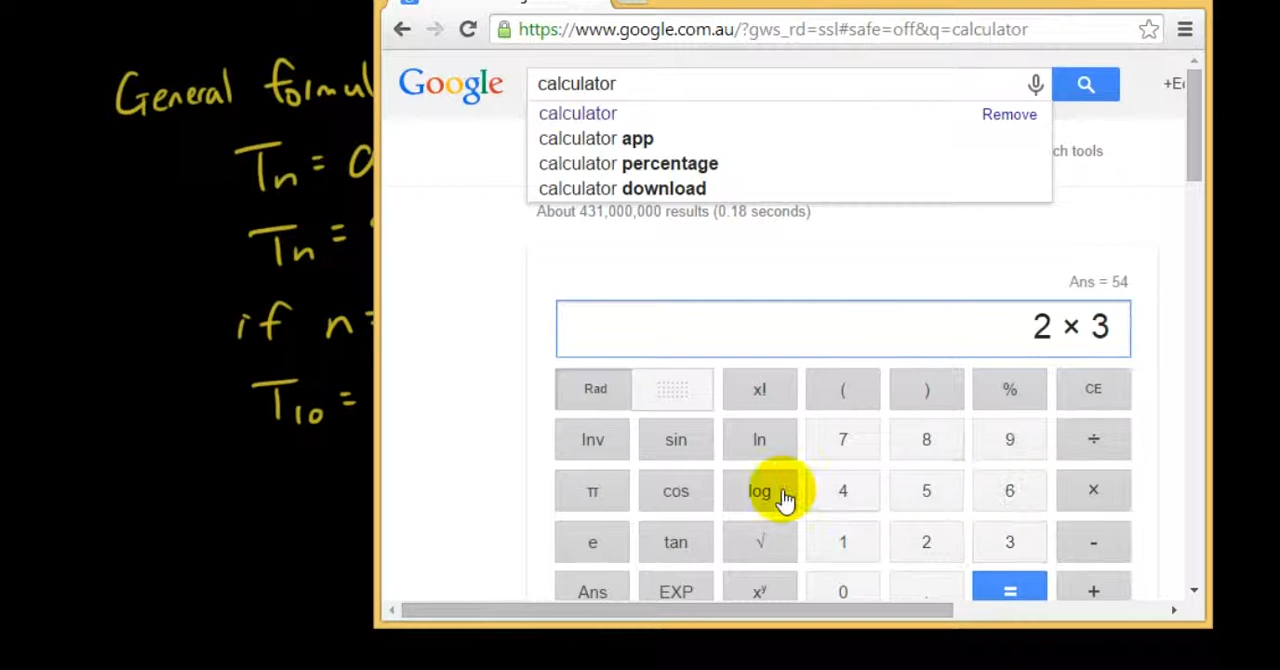 https://www.google.com.au/?gws_rd=ssl#safe=off&q=calculator
General formul
Google
calculator
+Ec
calculator
Remove
calculator app
ch tools
calculator percentage
Tn =
calculator download
About 431,000,000 results (0.18 seconds)
Tn =
Ans = 54
if n=
2 × 3
T10 =
Rad x! ( ) % CE
Inv sin ln 7 8 9 ÷
π cos log 4 5 6 ×
e tan √ 1 2 3 -
Ans EXP xʸ 0 . = +